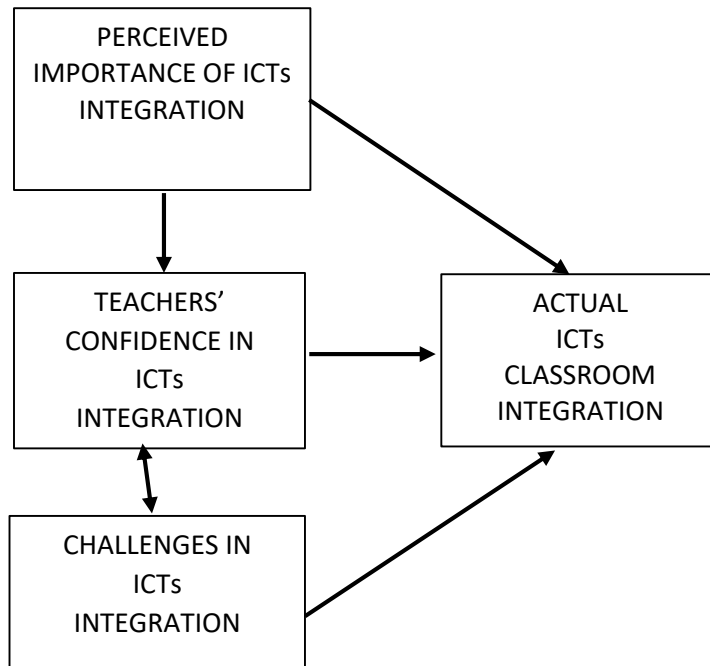 PERCEIVED
IMPORTANCE OF ICTs
INTEGRATION
TEACHERS'
CONFIDENCE IN
ICTs
INTEGRATION
ACTUAL
ICTs
CLASSROOM
INTEGRATION
CHALLENGES IN
ICTs
INTEGRATION